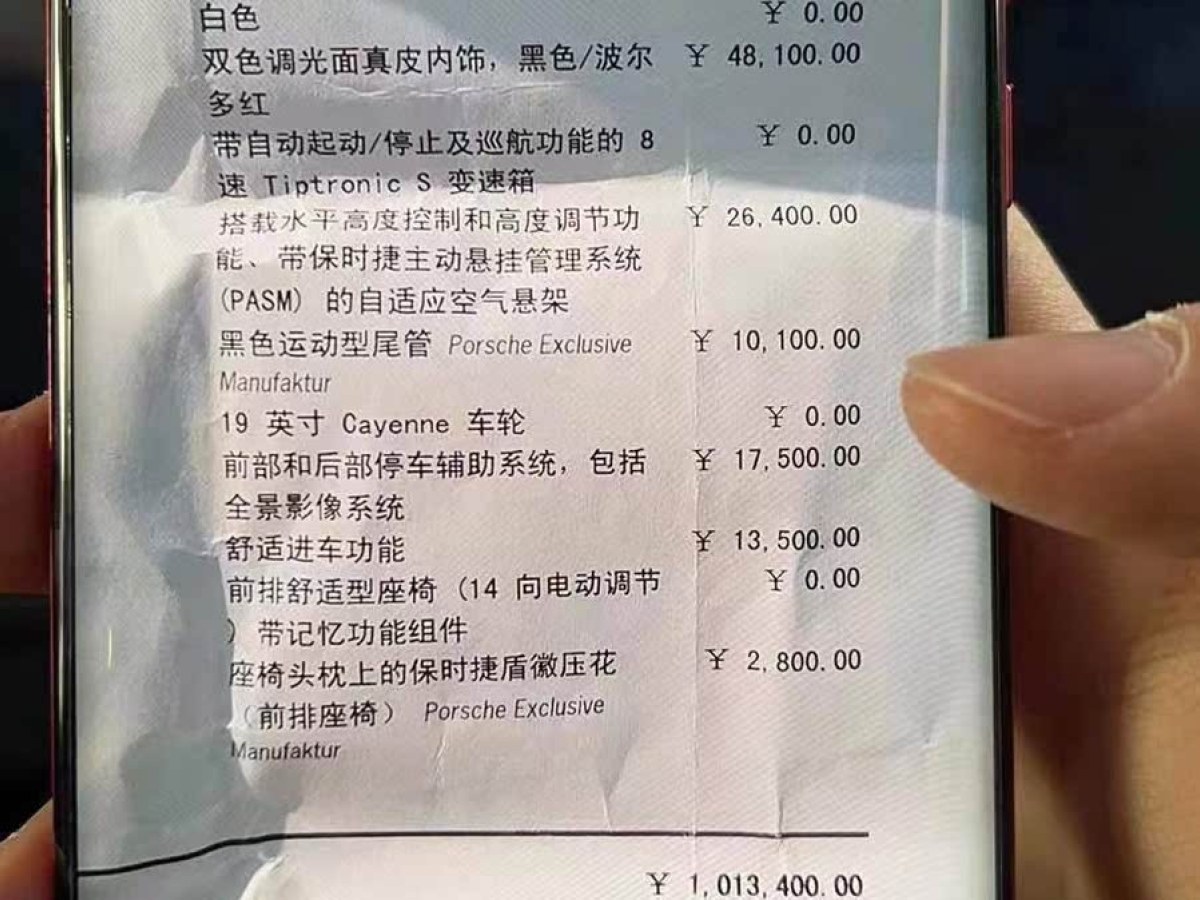 白色 ¥ 0.00
双色调光面真皮内饰，黑色/波尔 ¥ 48,100.00
多红
带自动起动/停止及巡航功能的 8 ¥ 0.00
速 Tiptronic S 变速箱
搭载水平高度控制和高度调节功 ¥ 26,400.00
能、带保时捷主动悬挂管理系统
(PASM) 的自适应空气悬架
黑色运动型尾管 Porsche Exclusive ¥ 10,100.00
Manufaktur
19 英寸 Cayenne 车轮 ¥ 0.00
前部和后部停车辅助系统，包括 ¥ 17,500.00
全景影像系统
舒适进车功能 ¥ 13,500.00
前排舒适型座椅 (14 向电动调节 ¥ 0.00
) 带记忆功能组件
座椅头枕上的保时捷盾徽压花 ¥ 2,800.00
（前排座椅） Porsche Exclusive
Manufaktur
¥ 1,013,400.00